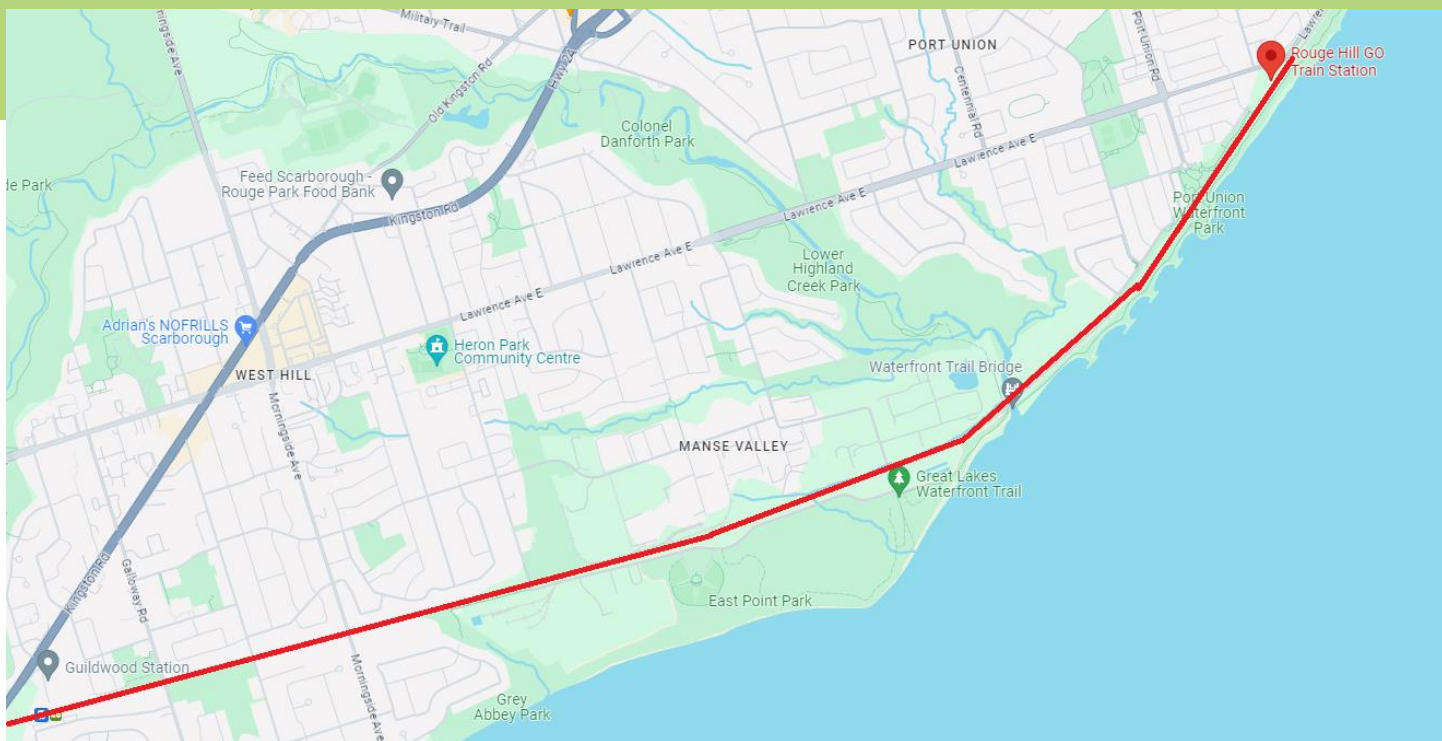 Military Trail
Morningside Ave
Hwy 2A
PORT UNION
Port Union Rd
Rouge Hill GO
Train Station
Old Kingston Rd
Centennial Rd
Colonel
Danforth Park
Lawrence Ave E
Feed Scarborough -
Rouge Park Food Bank
Park
Kingston Rd
Lawrence Ave E
Port Union
Waterfront
Park
Lawrence Ave E
Lower
Highland
Creek Park
Lawrence Ave E
Adrian's NOFRILLS
Scarborough
Heron Park
Community Centre
WEST HILL
Waterfront Trail Bridge
Morningside Ave
MANSE VALLEY
Great Lakes
Waterfront Trail
Kingston Rd
Galloway Rd
East Point Park
Guildwood Station
Morningside Ave
Grey
Abbey Park